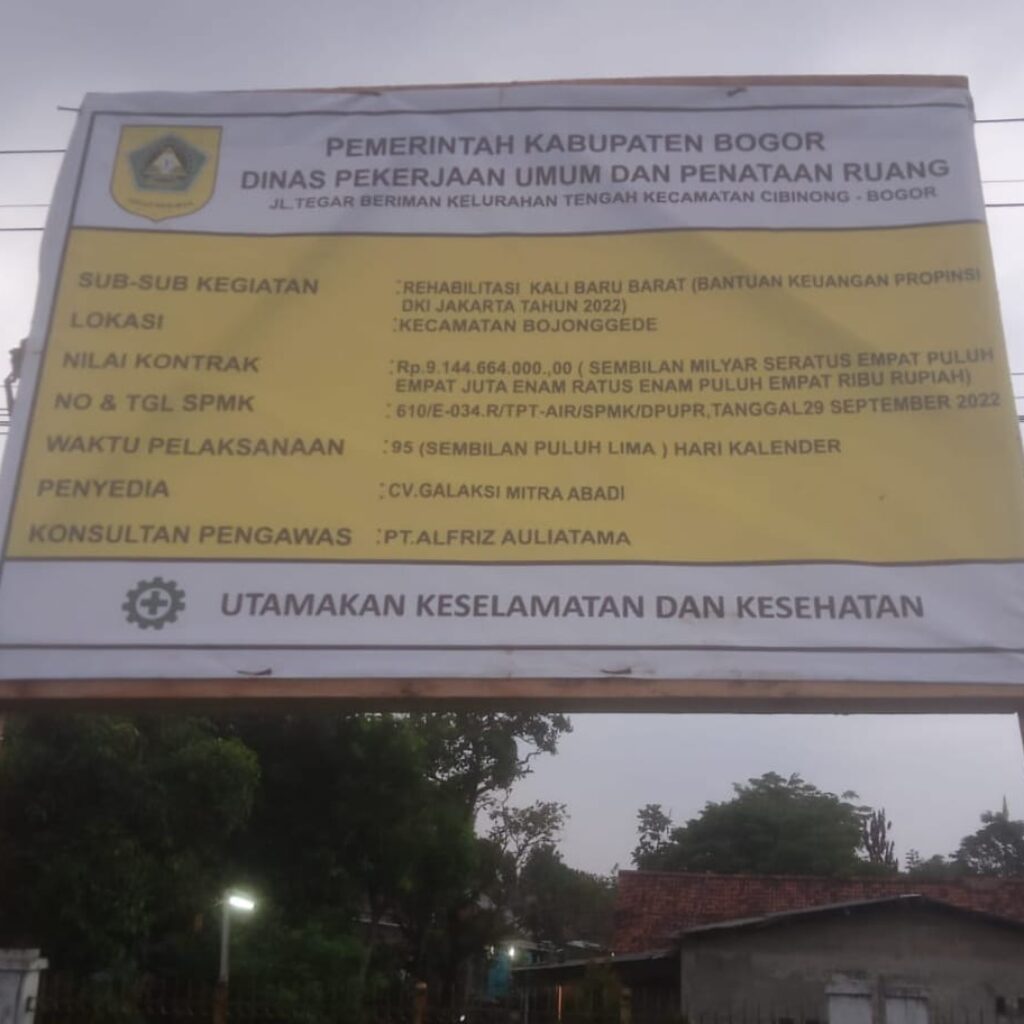 PEMERINTAH KABUPATEN BOGOR
DINAS PEKERJAAN UMUM DAN PENATAAN RUANG
JL.TEGAR BERIMAN KELURAHAN TENGAH KECAMATAN CIBINONG - BOGOR
SUB-SUB KEGIATAN :REHABILITASI KALI BARU BARAT (BANTUAN KEUANGAN PROPINSI
DKI JAKARTA TAHUN 2022)
LOKASI :KECAMATAN BOJONGGEDE
NILAI KONTRAK :Rp.9.144.664.000.,00 ( SEMBILAN MILYAR SERATUS EMPAT PULUH
EMPAT JUTA ENAM RATUS ENAM PULUH EMPAT RIBU RUPIAH)
NO & TGL SPMK :610/E-034.R/TPT-AIR/SPMK/DPUPR,TANGGAL29 SEPTEMBER 2022
WAKTU PELAKSANAAN :95 (SEMBILAN PULUH LIMA ) HARI KALENDER
PENYEDIA :CV.GALAKSI MITRA ABADI
KONSULTAN PENGAWAS :PT.ALFRIZ AULIATAMA
UTAMAKAN KESELAMATAN DAN KESEHATAN